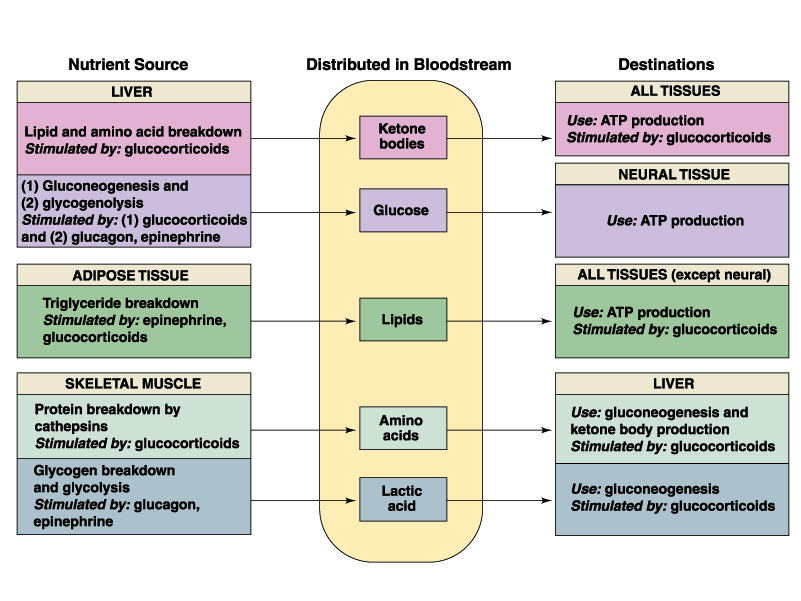 Nutrient Source
Distributed in Bloodstream
Destinations
LIVER
Lipid and amino acid breakdown
Stimulated by: glucocorticoids
(1) Gluconeogenesis and
(2) glycogenolysis
Stimulated by: (1) glucocorticoids
and (2) glucagon, epinephrine
ADIPOSE TISSUE
Triglyceride breakdown
Stimulated by: epinephrine,
glucocorticoids
SKELETAL MUSCLE
Protein breakdown by
cathepsins
Stimulated by: glucocorticoids
Glycogen breakdown
and glycolysis
Stimulated by: glucagon,
epinephrine
Ketone
bodies
Glucose
Lipids
Amino
acids
Lactic
acid
ALL TISSUES
Use: ATP production
Stimulated by: glucocorticoids
NEURAL TISSUE
Use: ATP production
ALL TISSUES (except neural)
Use: ATP production
Stimulated by: glucocorticoids
LIVER
Use: gluconeogenesis and
ketone body production
Stimulated by: glucocorticoids
Use: gluconeogenesis
Stimulated by: glucocorticoids